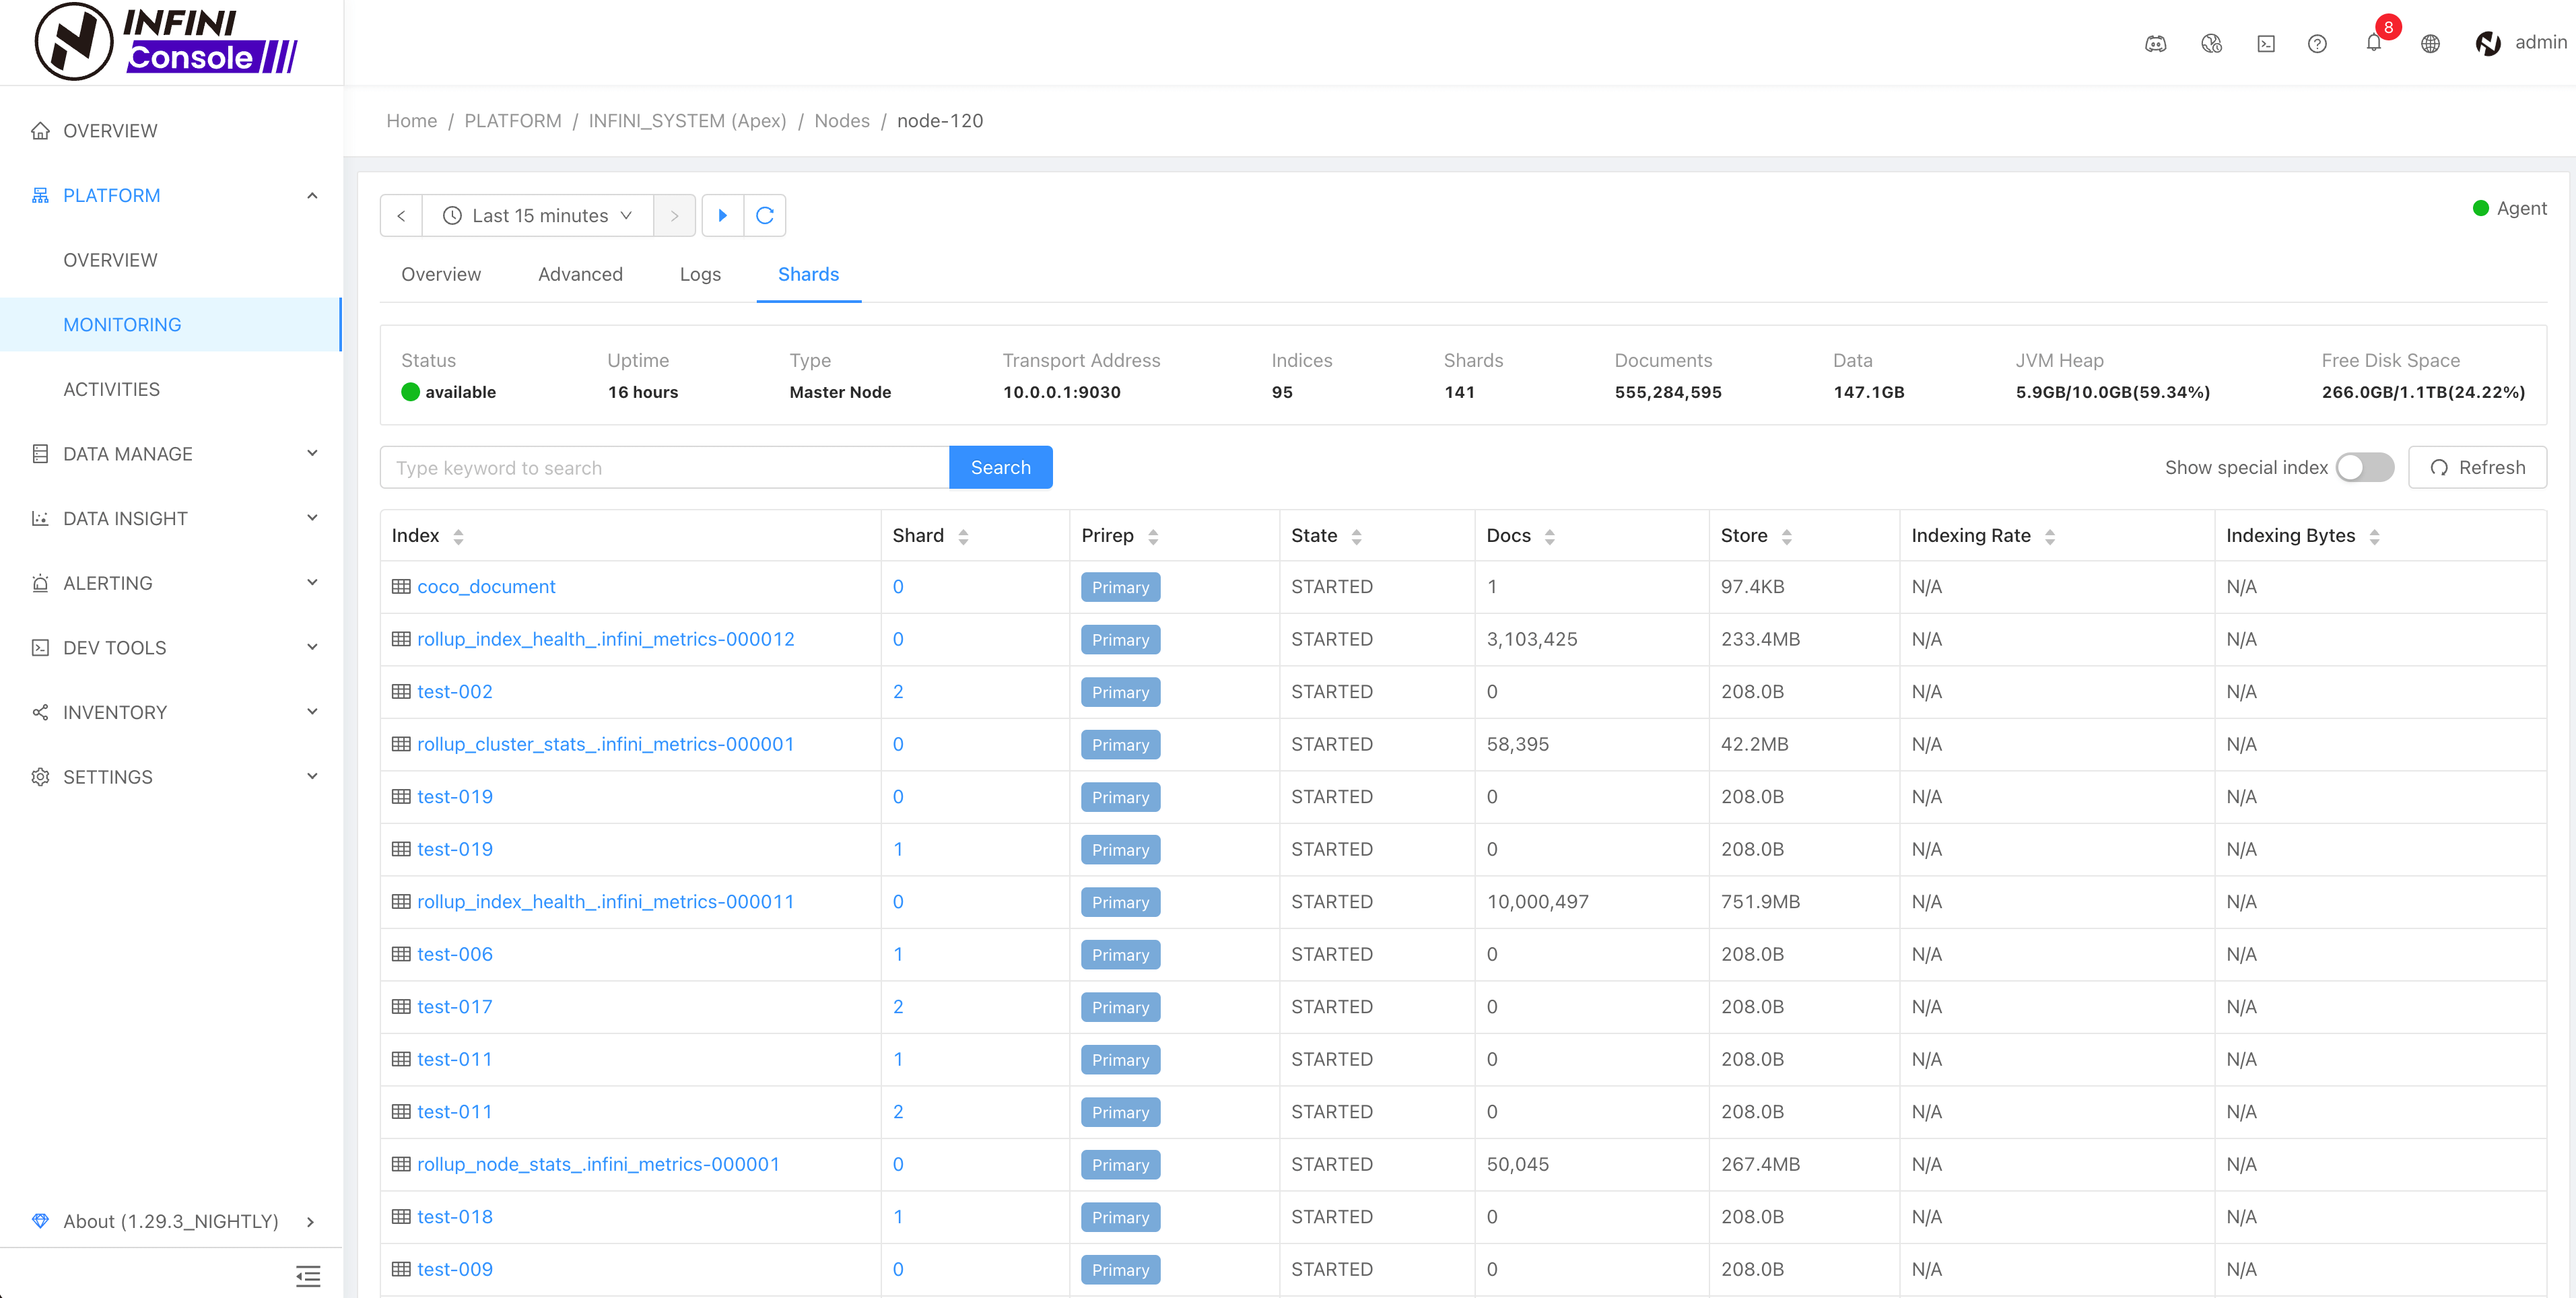 INFINI
Console
8
admin
OVERVIEW
PLATFORM
OVERVIEW
MONITORING
ACTIVITIES
DATA MANAGE
DATA INSIGHT
ALERTING
DEV TOOLS
INVENTORY
SETTINGS
About (1.29.3_NIGHTLY)
Home / PLATFORM / INFINI_SYSTEM (Apex) / Nodes / node-120
Last 15 minutes
Agent
Overview Advanced Logs Shards
Status Uptime Type Transport Address Indices Shards Documents Data JVM Heap Free Disk Space
available 16 hours Master Node 10.0.0.1:9030 95 141 555,284,595 147.1GB 5.9GB/10.0GB(59.34%) 266.0GB/1.1TB(24.22%)
Type keyword to search Search Show special index Refresh
Index Shard Prirep State Docs Store Indexing Rate Indexing Bytes
coco_document 0 Primary STARTED 1 97.4KB N/A N/A
rollup_index_health_.infini_metrics-000012 0 Primary STARTED 3,103,425 233.4MB N/A N/A
test-002 2 Primary STARTED 0 208.0B N/A N/A
rollup_cluster_stats_.infini_metrics-000001 0 Primary STARTED 58,395 42.2MB N/A N/A
test-019 0 Primary STARTED 0 208.0B N/A N/A
test-019 1 Primary STARTED 0 208.0B N/A N/A
rollup_index_health_.infini_metrics-000011 0 Primary STARTED 10,000,497 751.9MB N/A N/A
test-006 1 Primary STARTED 0 208.0B N/A N/A
test-017 2 Primary STARTED 0 208.0B N/A N/A
test-011 1 Primary STARTED 0 208.0B N/A N/A
test-011 2 Primary STARTED 0 208.0B N/A N/A
rollup_node_stats_.infini_metrics-000001 0 Primary STARTED 50,045 267.4MB N/A N/A
test-018 1 Primary STARTED 0 208.0B N/A N/A
test-009 0 Primary STARTED 0 208.0B N/A N/A